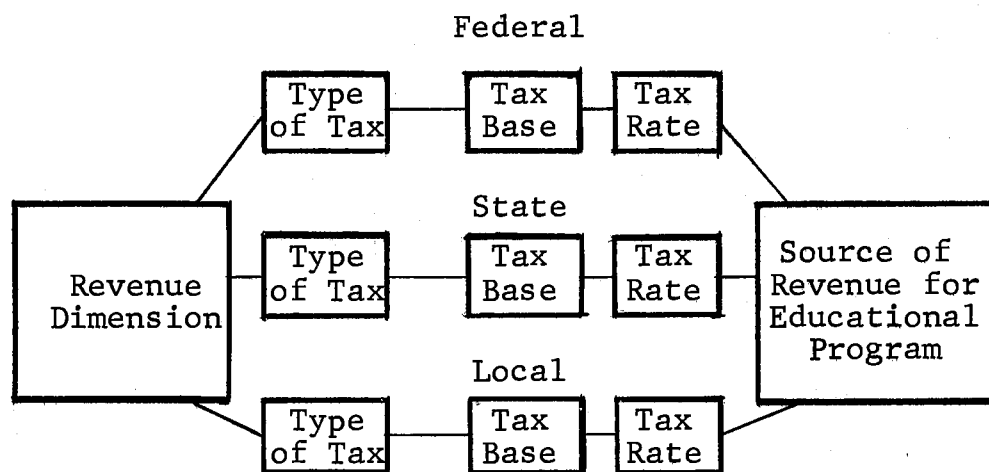 Federal
Type
of Tax
Tax
Base
Tax
Rate
State
Revenue
Dimension
Type
of Tax
Tax
Base
Tax
Rate
Source of
Revenue for
Educational
Program
Local
Type
of Tax
Tax
Base
Tax
Rate